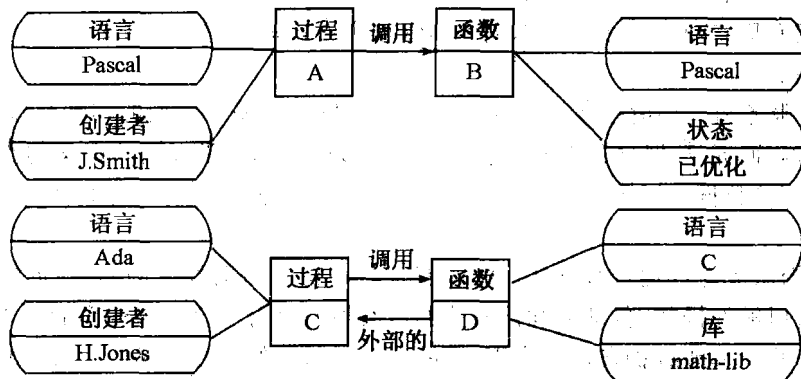 语言
Pascal
创建者
J.Smith
过程
A
调用
函数
B
语言
Pascal
状态
已优化
语言
Ada
创建者
H.Jones
过程
C
调用
外部的
函数
D
语言
C
库
math-lib